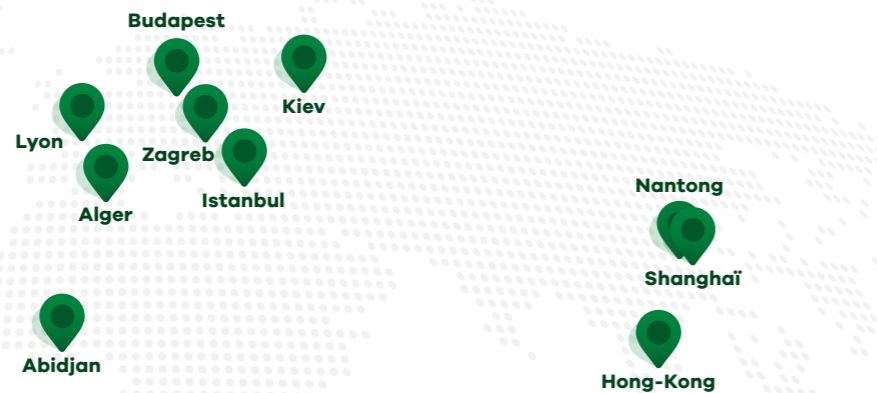 Budapest
Kiev
Lyon
Zagreb
Alger
Istanbul
Nantong
Shanghaï
Abidjan
Hong-Kong